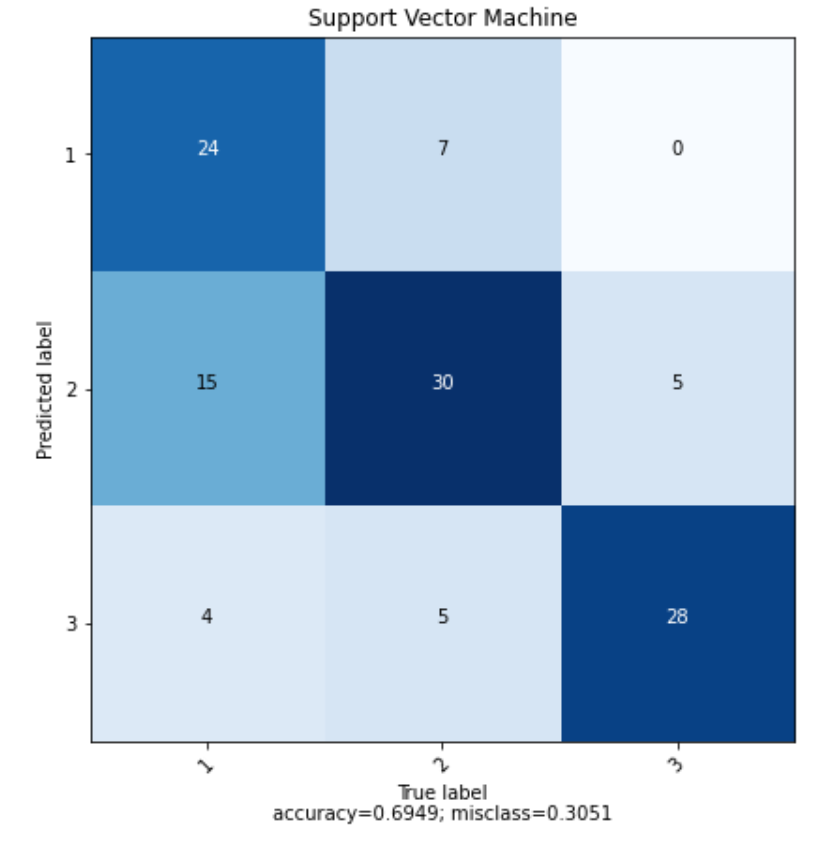 Support Vector Machine
1 24 7 0
Predicted label
2 15 30 5
3 4 5 28
1 2 3
True label
accuracy=0.6949; misclass=0.3051